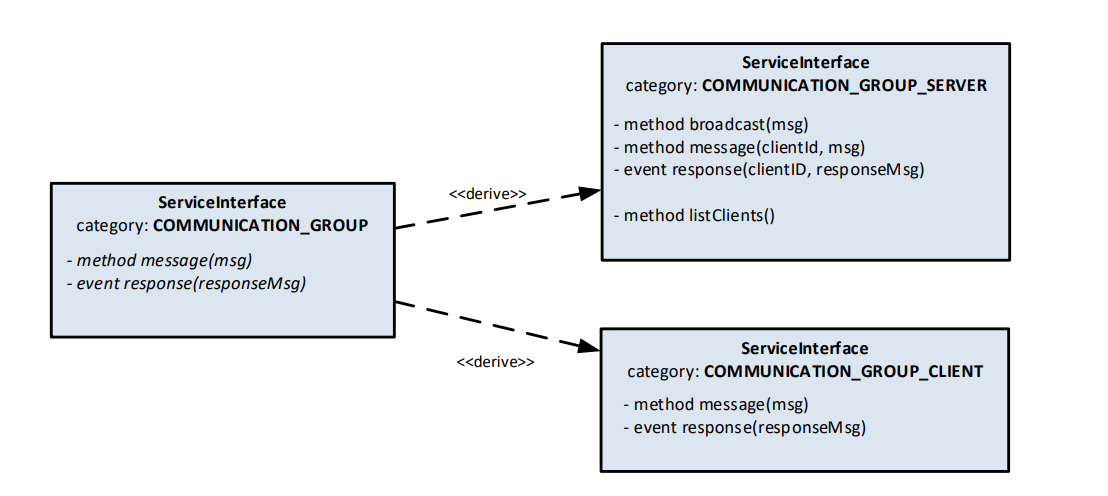 ServiceInterface
category: COMMUNICATION_GROUP
- method message(msg)
- event response(responseMsg)
<<derive>>
<<derive>>
ServiceInterface
category: COMMUNICATION_GROUP_SERVER
- method broadcast(msg)
- method message(clientId, msg)
- event response(clientID, responseMsg)
- method listClients()
ServiceInterface
category: COMMUNICATION_GROUP_CLIENT
- method message(msg)
- event response(responseMsg)